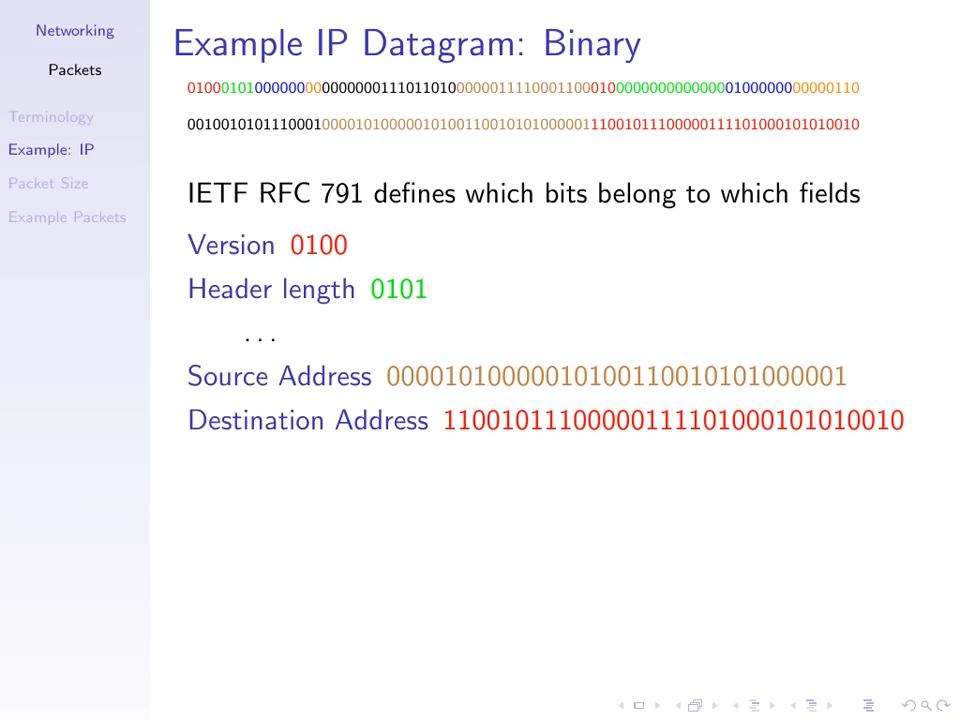 Networking
Packets
Terminology
Example: IP
Packet Size
Example Packets
Example IP Datagram: Binary
01000101000000000000000111011010000001111000110001000000000000000100000000000110
00100101011100010000101000001010011001010100000111001011100000111101000101010010
IETF RFC 791 defines which bits belong to which fields
Version 0100
Header length 0101
. . .
Source Address 00001010000010100110010101000001
Destination Address 11001011100000111101000101010010